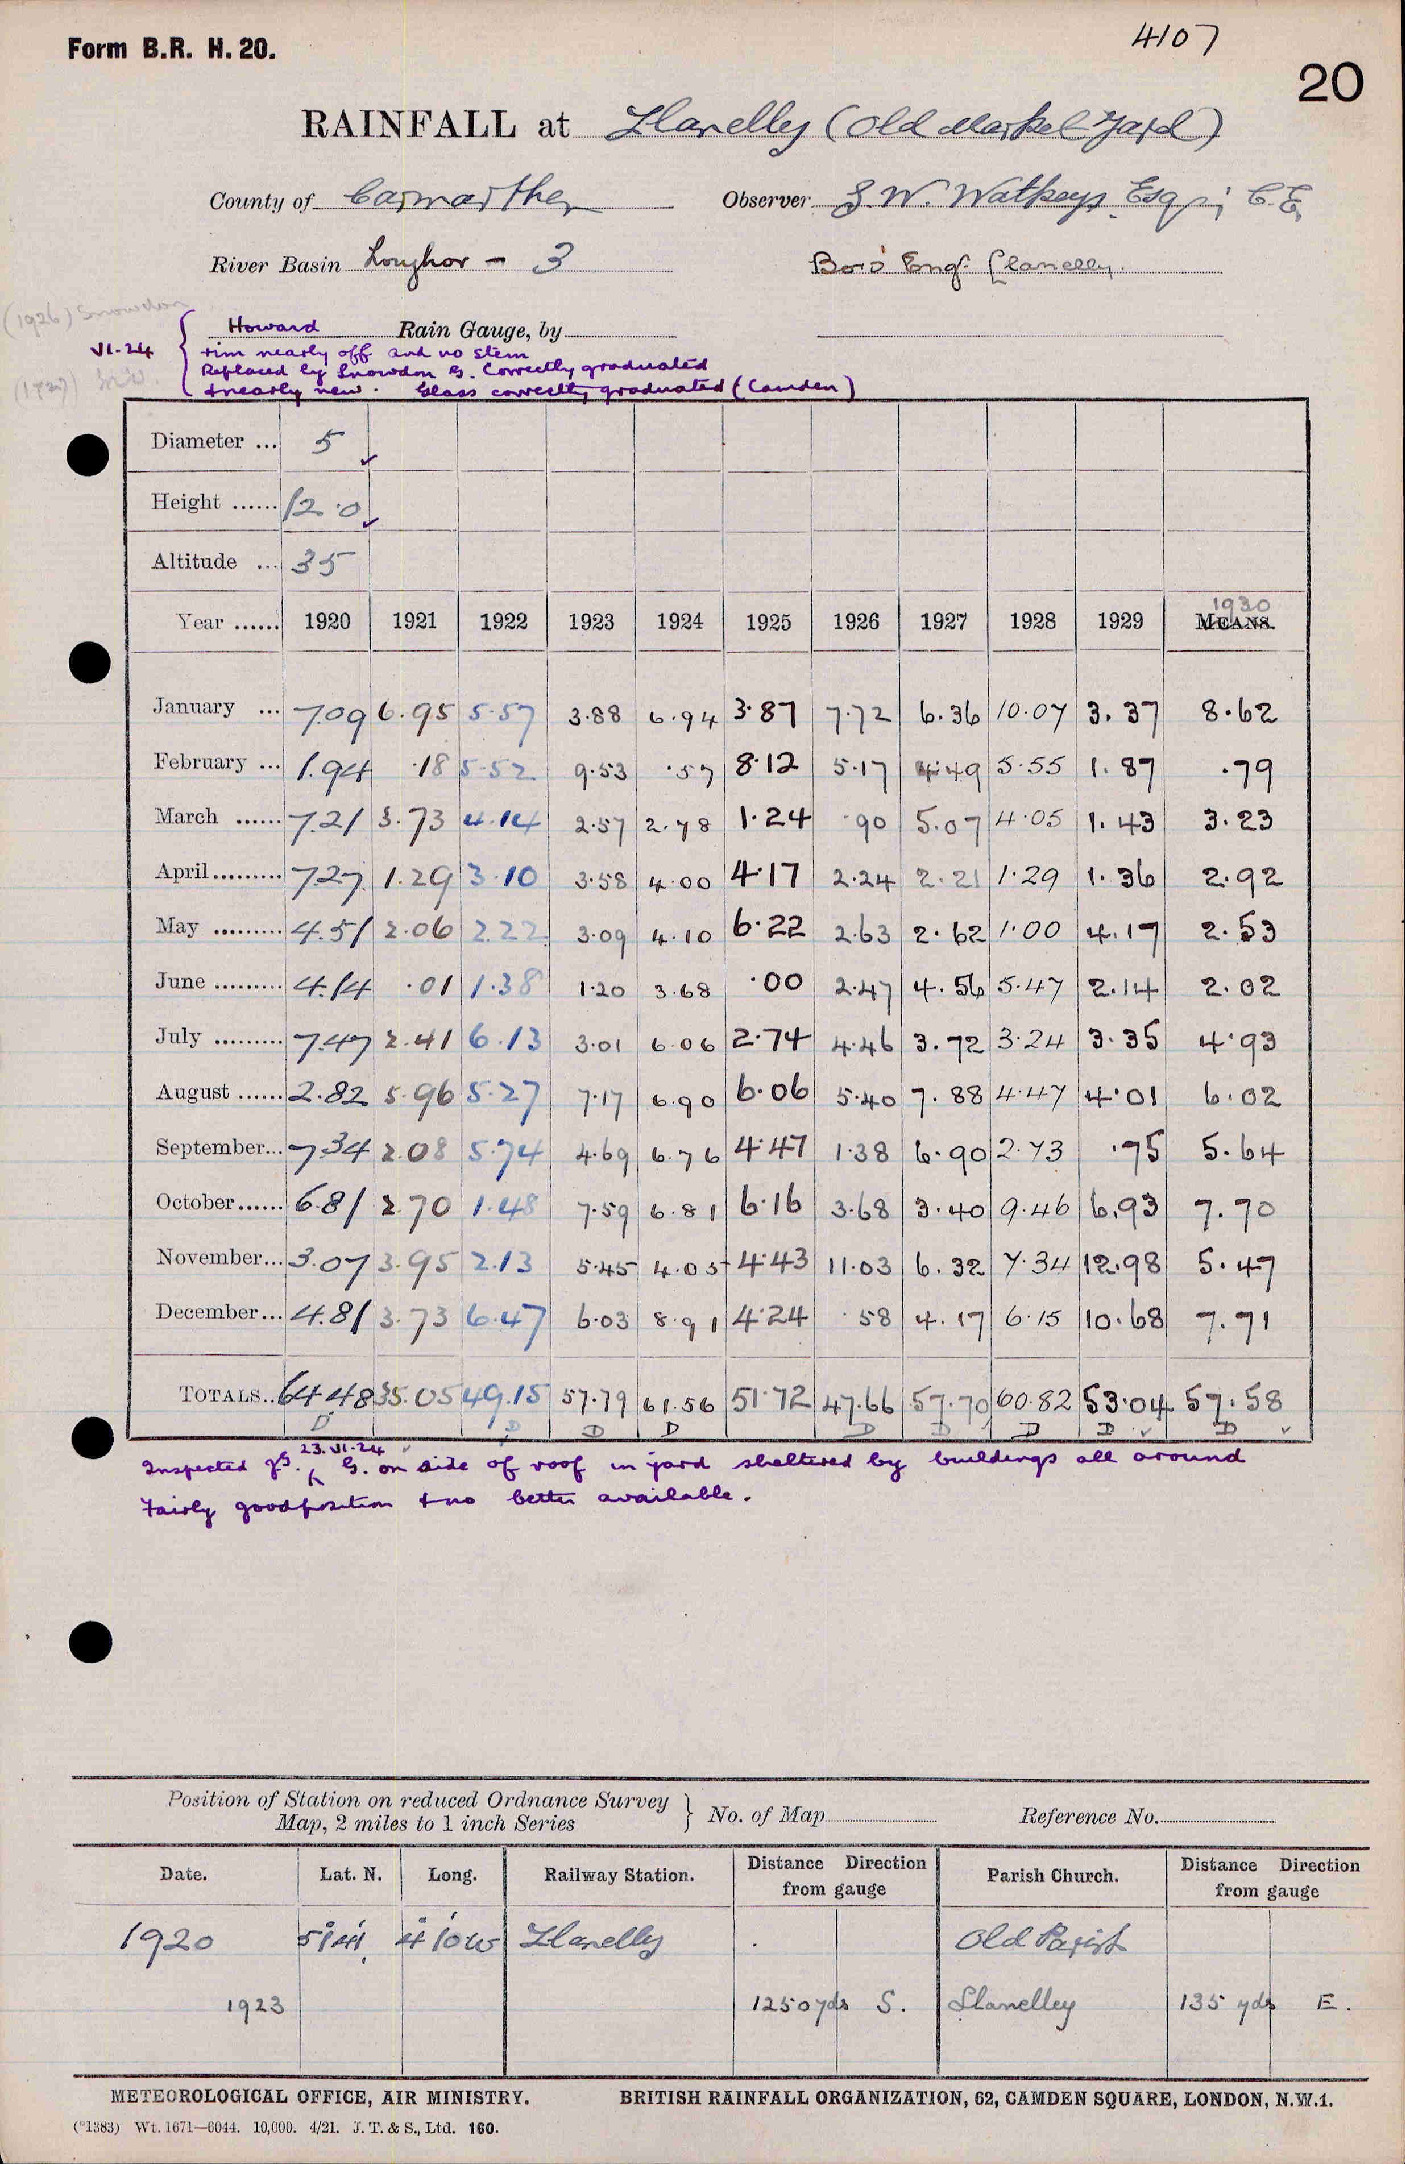 4107
Form B.R. H. 20.
20
RAINFALL at Llanelly (Old Market Yard)
County of Carmarthen Observer G. W. Watkeys Esqr; C.E.
River Basin Loughor - 3 Boro' Engr. Llanelly.
(1926) Snowdon
Howard Rain Gauge, by
VI.24 rim nearly off and no stem
Replaced by Snowdon G. Correctly graduated
(1927)
& nearly new. Glass correctly graduated (Camden)
Diameter ... 5
Height ...... 12.0
Altitude ... 35
1930
Year ...... 1920 1921 1922 1923 1924 1925 1926 1927 1928 1929 MEANS.
January ... 7.09 6.95 5.57 3.88 6.94 3.87 7.72 6.36 10.07 3.37 8.62
February ... 1.94 .18 5.52 9.53 .57 8.12 5.17 4.49 5.55 1.87 .79
March ...... 7.21 3.73 4.14 2.57 2.78 1.24 .90 5.07 4.05 1.43 3.23
April ......... 7.27 1.29 3.10 3.58 4.00 4.17 2.24 2.21 1.29 1.36 2.92
May ......... 4.51 2.06 2.22 3.09 4.10 6.22 2.63 2.62 1.00 4.17 2.53
June ......... 4.14 .01 1.38 1.20 3.68 .00 2.47 4.56 5.47 2.14 2.02
July ......... 7.47 2.41 6.13 3.01 6.06 2.74 4.46 3.72 3.24 3.35 4.93
August ...... 2.82 5.96 5.27 7.17 6.90 6.06 5.40 7.88 4.47 4.01 6.02
September... 7.34 2.08 5.74 4.69 6.76 4.47 1.38 6.90 2.73 .75 5.64
October...... 6.81 2.70 1.48 7.59 6.81 6.16 3.68 3.40 9.46 6.93 7.70
November... 3.07 3.95 2.13 5.45 4.05 4.43 11.03 6.32 7.34 12.98 5.47
December... 4.81 3.73 6.47 6.03 8.91 4.24 .58 4.17 6.15 10.68 7.71
TOTALS.. 64.48 35.05 49.15 57.79 61.56 51.72 47.66 57.70 60.82 53.04 57.58
D D D D D D D D D
23.VI.24
Inspected G. on side of roof in yard sheltered by buildings all around
Fairly good position & no better available.
Position of Station on reduced Ordnance Survey
Map, 2 miles to 1 inch Series } No. of Map Reference No.
Date. Lat. N. Long. Railway Station. Distance Direction from gauge Parish Church. Distance Direction from gauge
1920 51°41' 4°10'W Llanelly Old Parish
1923 1250 yds S. Llanelley 135 yds E.
METEOROLOGICAL OFFICE, AIR MINISTRY. BRITISH RAINFALL ORGANIZATION, 62, CAMDEN SQUARE, LONDON, N.W.1.
(*1383) Wt. 1671—6044. 10,000. 4/21. J. T. & S., Ltd. 160.